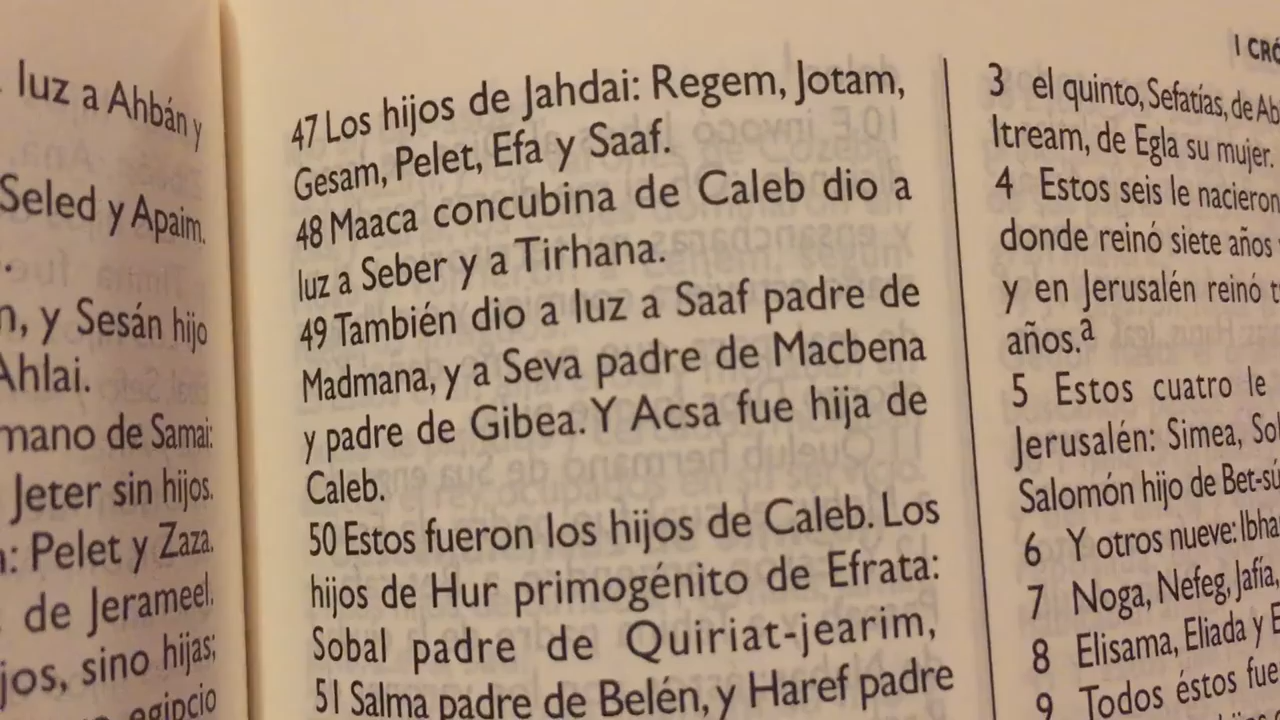 luz a Ahbán y
Seled y Apaim.
y Sesán hijo
Ahlai.
de Samai:
Jeter sin hijos.
Pelet y Zaza.
de Jerameel.
sino hijas;
egipcio
47 Los hijos de Jahdai: Regem, Jotam,
Gesam, Pelet, Efa y Saaf.
48 Maaca concubina de Caleb dio a
luz a Seber y a Tirhana.
49 También dio a luz a Saaf padre de
Madmana, y a Seva padre de Macbena
y padre de Gibea. Y Acsa fue hija de
Caleb.
50 Estos fueron los hijos de Caleb. Los
hijos de Hur primogénito de Efrata:
Sobal padre de Quiriat-jearim,
51 Salma padre de Belén, y Haref padre
I CRÓ
3 el quinto, Sefatías, de Ab
Itream, de Egla su mujer.
4 Estos seis le nacieron
donde reinó siete años
y en Jerusalén reinó t
años.a
5 Estos cuatro le
Jerusalén: Simea, So
Salomón hijo de Bet-sú
6 Y otros nueve: Ibha
7 Noga, Nefeg, Jafía,
8 Elisama, Eliada y E
9 Todos éstos fue